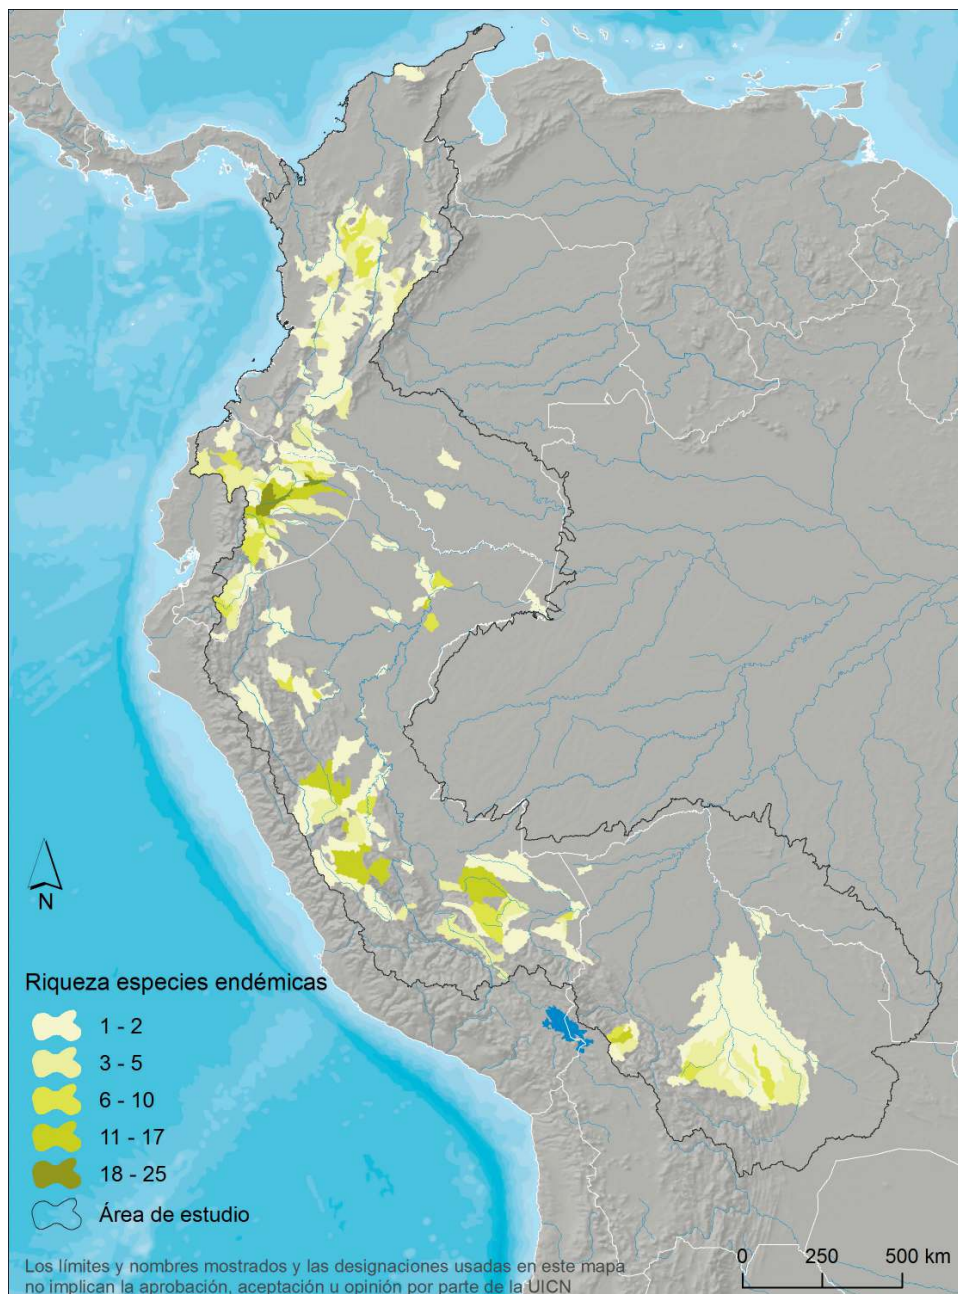 N
Riqueza especies endémicas
1 - 2
3 - 5
6 - 10
11 - 17
18 - 25
Área de estudio
0 250 500 km
Los límites y nombres mostrados y las designaciones usadas en este mapa
no implican la aprobación, aceptación u opinión por parte de la UICN